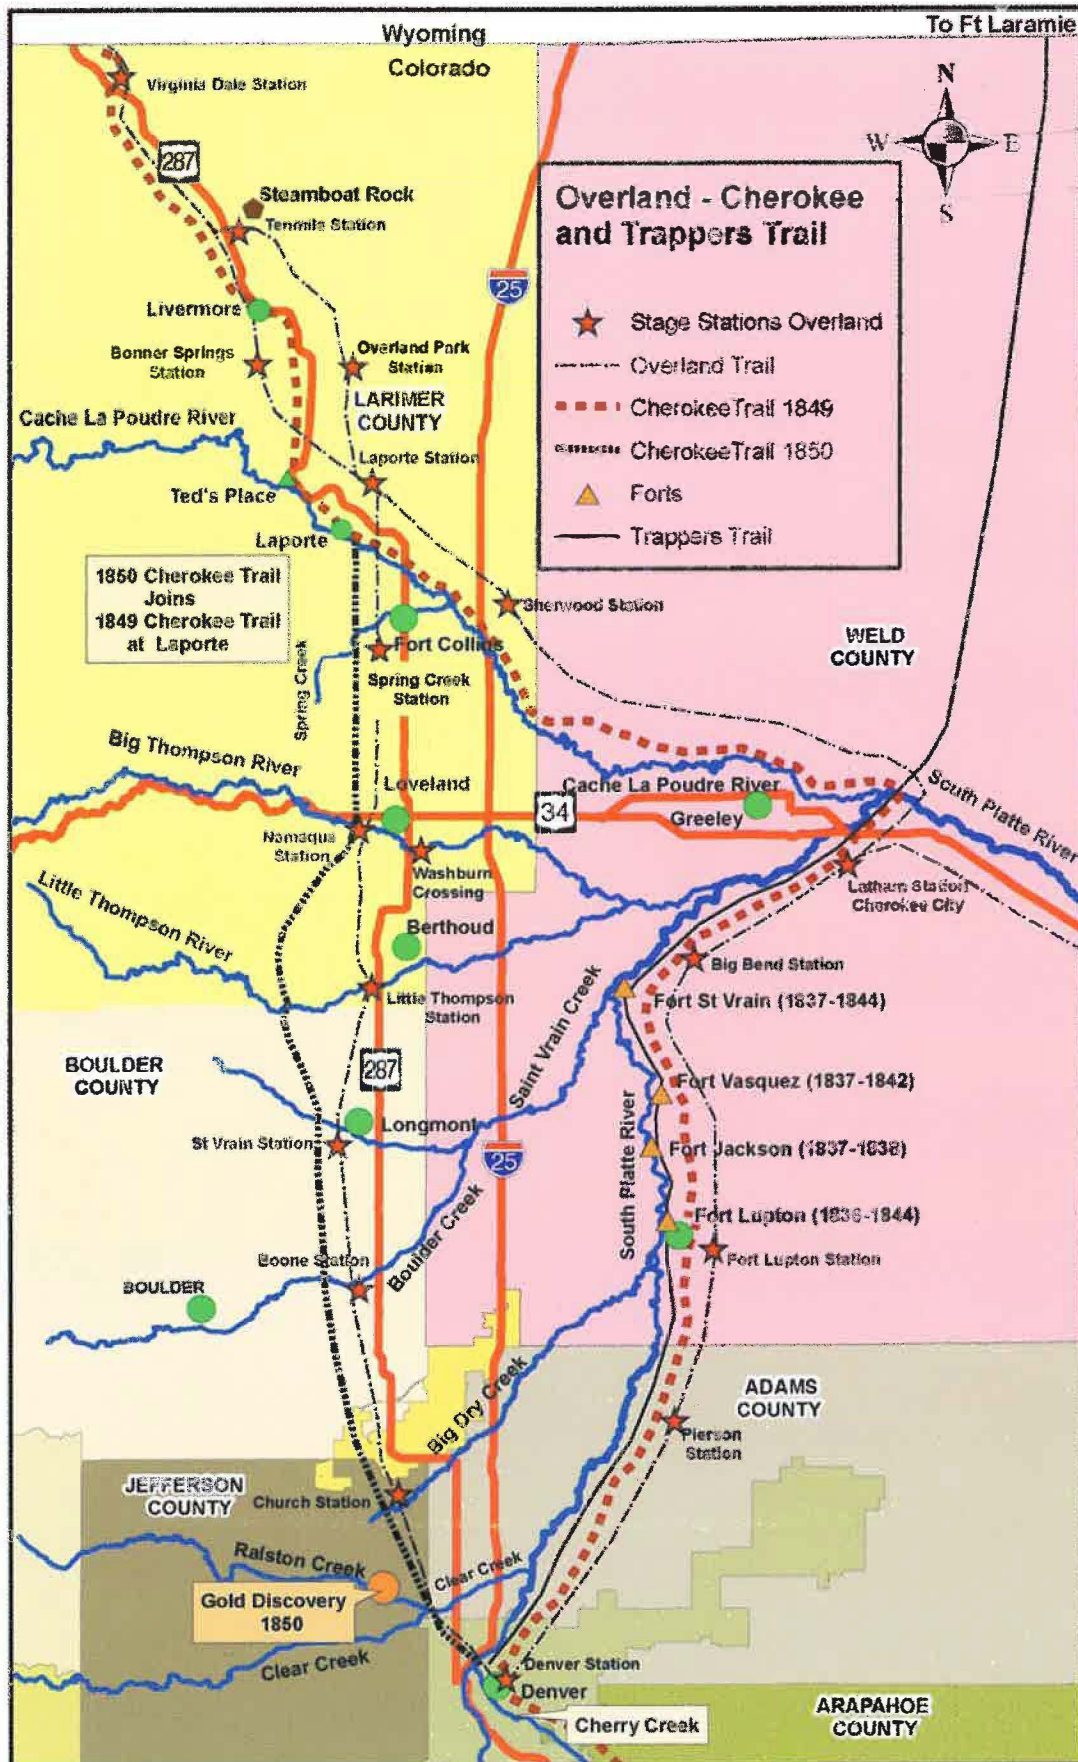 To Ft Laramie
Wyoming
Colorado
Virginia Dale Station
N
W
E
S
287
Steamboat Rock
Tenmile Station
Overland - Cherokee
and Trappers Trail
25
Livermore
Stage Stations Overland
Bonner Springs
Station
Overland Park
Station
Overland Trail
LARIMER
COUNTY
CherokeeTrail 1849
Cache La Poudre River
CherokeeTrail 1850
Laporte Station
Ted's Place
Forts
Laporte
Trappers Trail
1850 Cherokee Trail
Joins
1849 Cherokee Trail
at Laporte
Sherwood Station
WELD
COUNTY
Fort Collins
Spring Creek
Spring Creek
Station
Big Thompson River
Loveland
Cache La Poudre River
South Platte River
34
Greeley
Namaqua
Station
Washburn
Crossing
Latham Station
Cherokee City
Little Thompson River
Berthoud
Big Bend Station
Little Thompson
Station
Fort St Vrain (1837-1844)
Saint Vrain Creek
BOULDER
COUNTY
287
Fort Vasquez (1837-1842)
Longmont
South Platte River
St Vrain Station
25
Fort Jackson (1837-1838)
Boulder Creek
Fort Lupton (1836-1844)
Boone Station
Fort Lupton Station
BOULDER
Big Dry Creek
ADAMS
COUNTY
Pierson
Station
JEFFERSON
COUNTY
Church Station
Ralston Creek
Clear Creek
Gold Discovery
1850
Clear Creek
Denver Station
Denver
Cherry Creek
ARAPAHOE
COUNTY